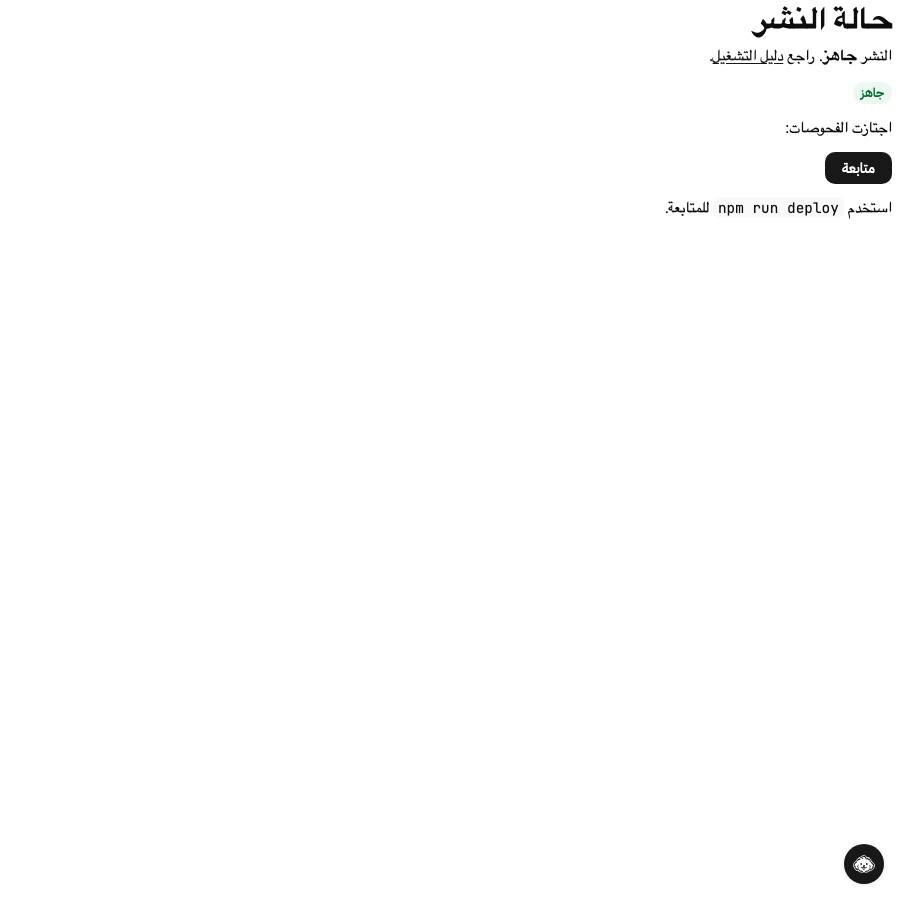 حالة النشر
النشر جاهز. راجع دليل التشغيل.
جاهز
اجتازت الفحوصات:
متابعة
استخدم npm run deploy للمتابعة.